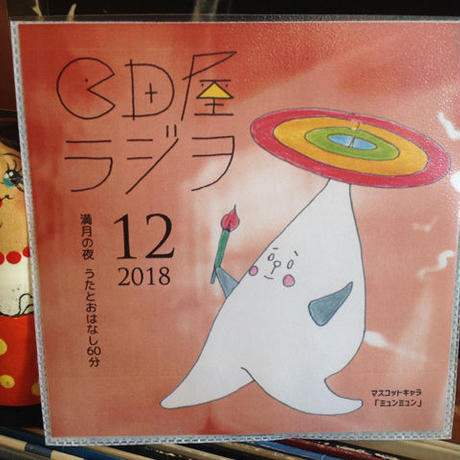 CD屋
ラジヲ
12
2018
満月の夜 うたとおはなし60分
マスコットキャラ
「ミュンミュン」